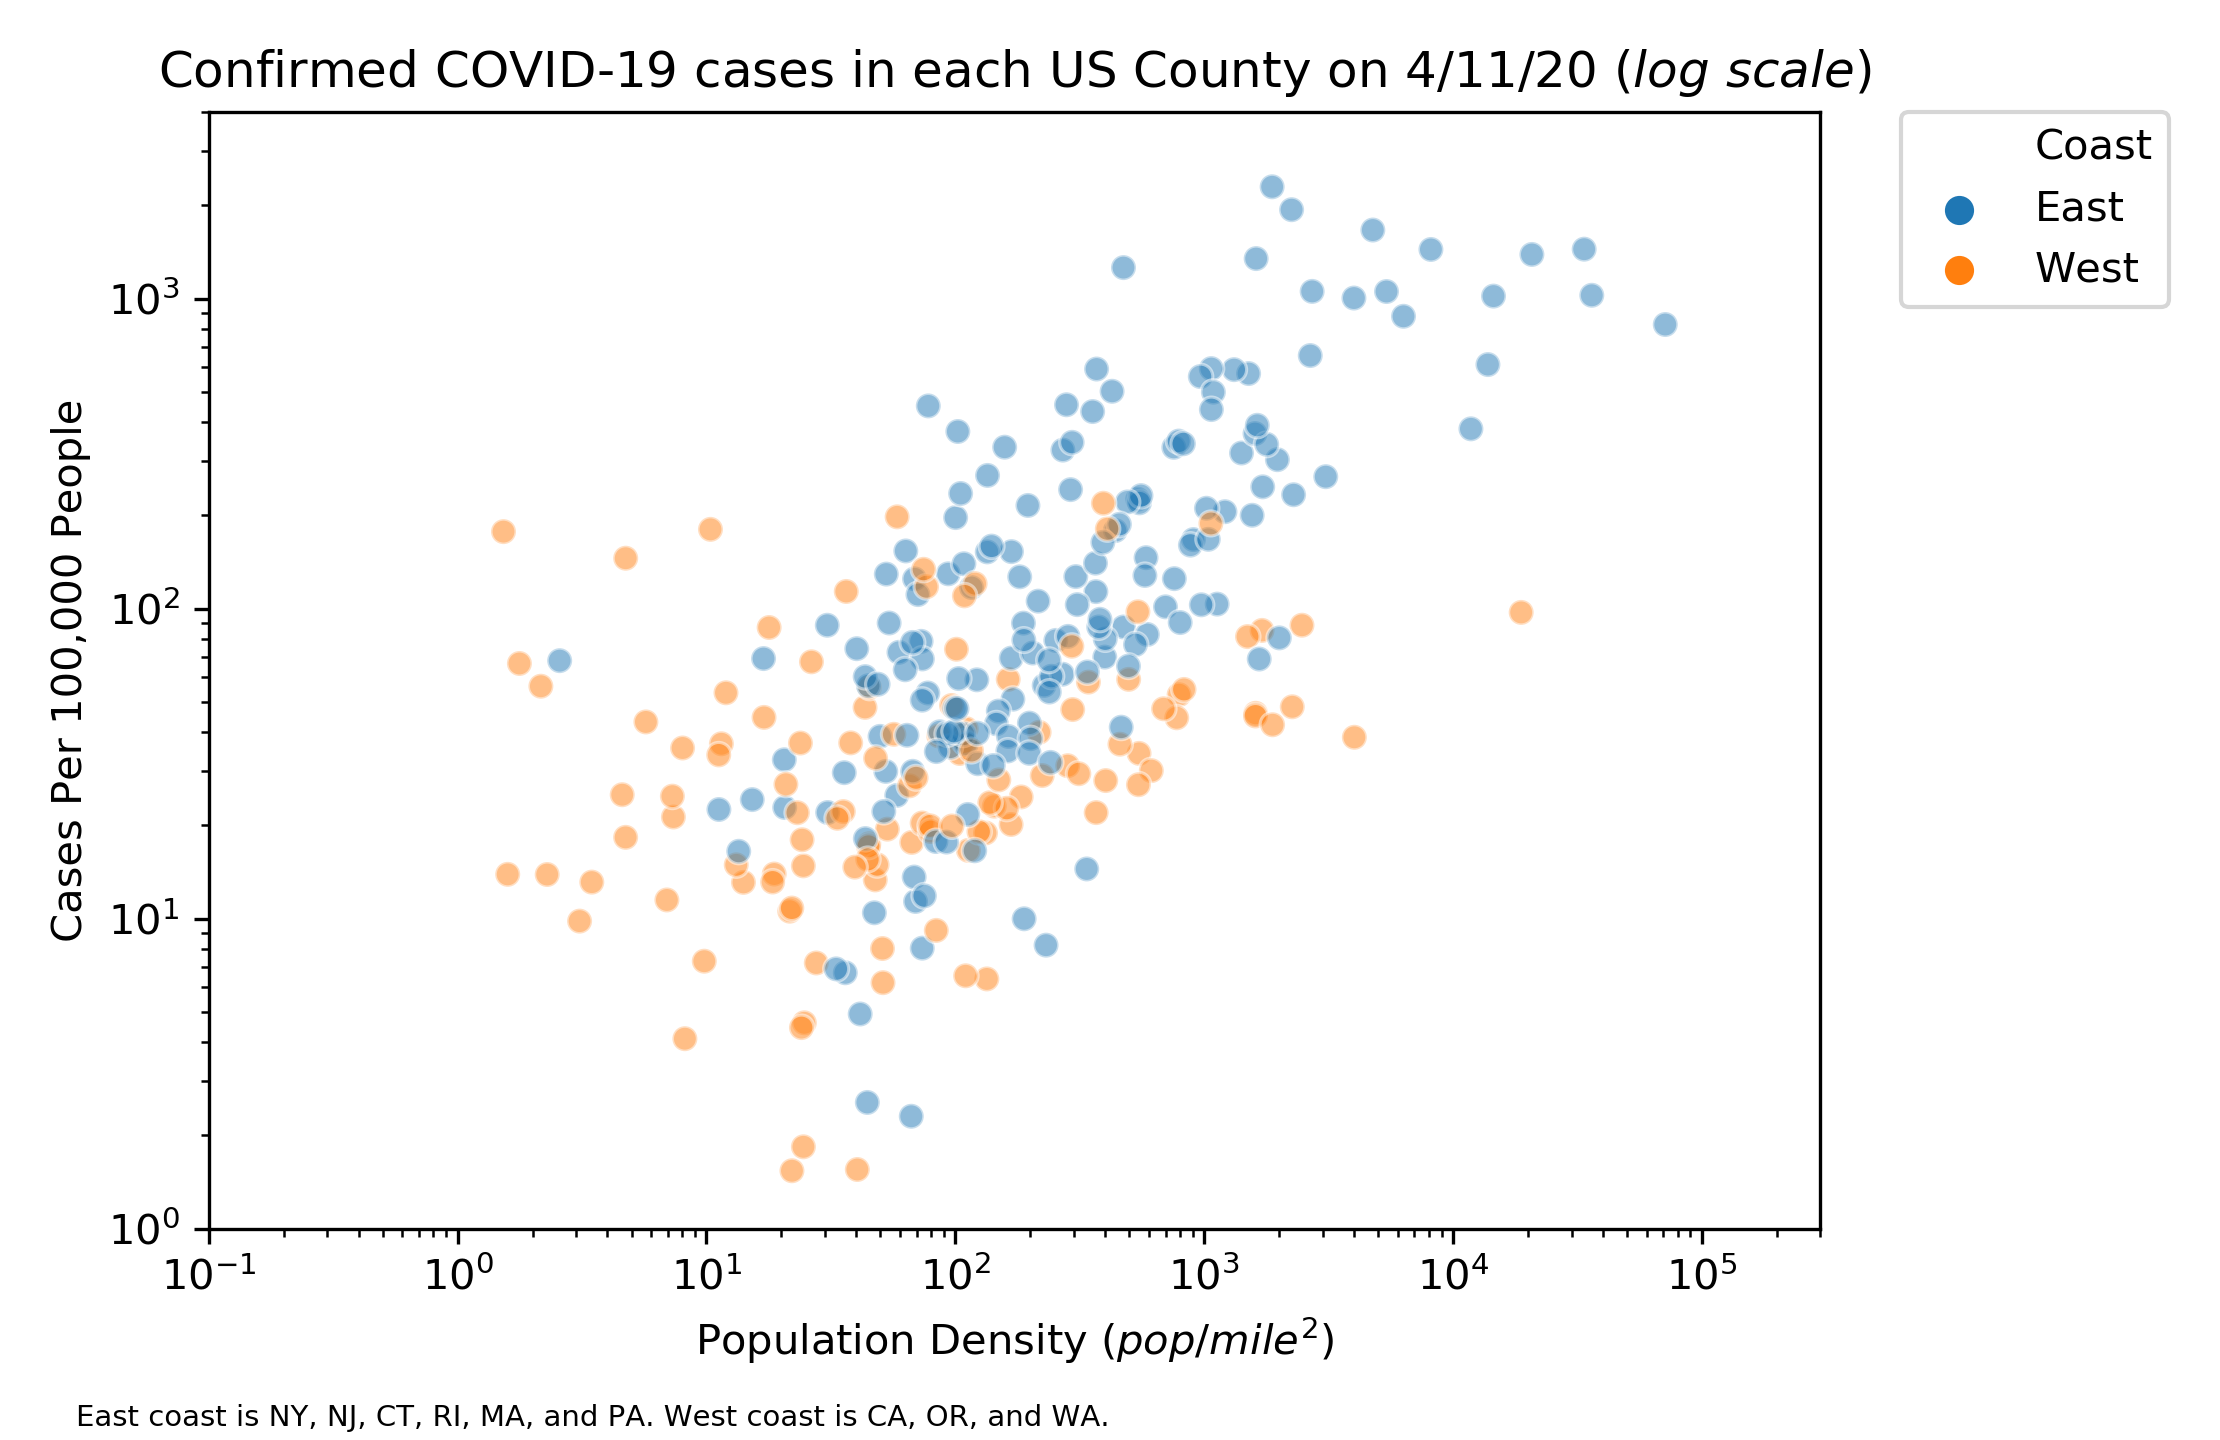 Confirmed COVID-19 cases in each US County on 4/11/20 (log scale)
Coast
East
West
Cases Per 100,000 People
10³
10²
10¹
10⁰
10⁻¹ 10⁰ 10¹ 10² 10³ 10⁴ 10⁵
Population Density (pop/mile²)
East coast is NY, NJ, CT, RI, MA, and PA. West coast is CA, OR, and WA.